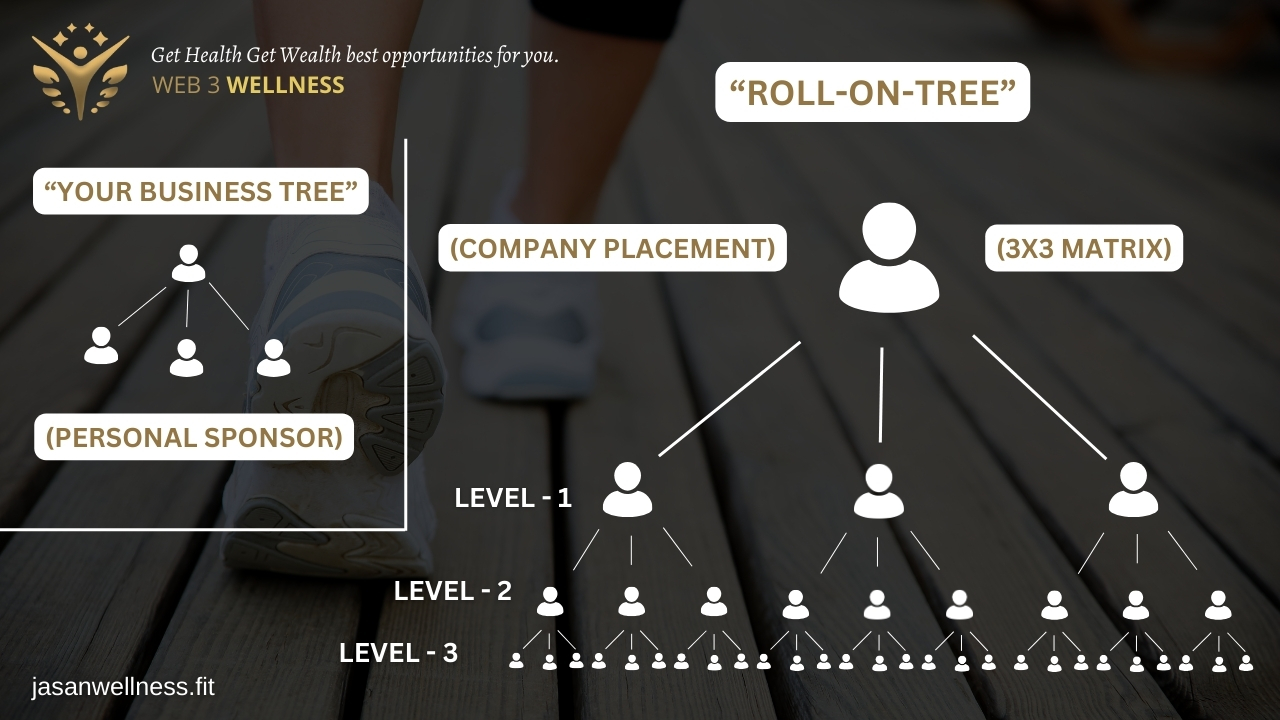 Get Health Get Wealth best opportunities for you.
WEB 3 WELLNESS
“ROLL-ON-TREE”
“YOUR BUSINESS TREE”
(COMPANY PLACEMENT)
(3X3 MATRIX)
(PERSONAL SPONSOR)
LEVEL - 1
LEVEL - 2
LEVEL - 3
jasanwellness.fit